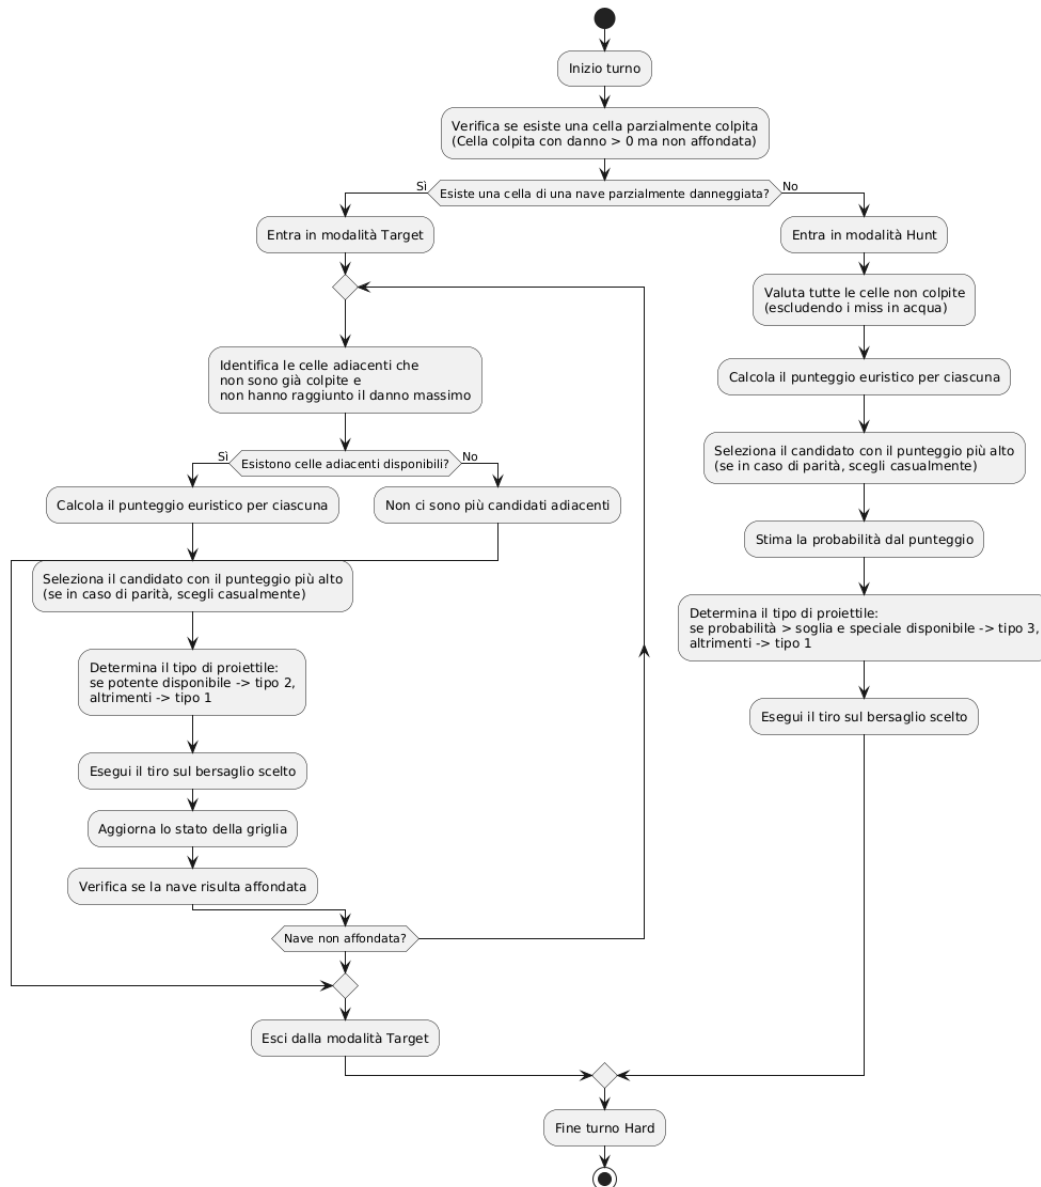 Inizio turno
Verifica se esiste una cella parzialmente colpita
(Cella colpita con danno > 0 ma non affondata)
Esiste una cella di una nave parzialmente danneggiata?
Sì
No
Entra in modalità Target
Identifica le celle adiacenti che
non sono già colpite e
non hanno raggiunto il danno massimo
Esistono celle adiacenti disponibili?
Sì
No
Calcola il punteggio euristico per ciascuna
Non ci sono più candidati adiacenti
Seleziona il candidato con il punteggio più alto
(se in caso di parità, scegli casualmente)
Determina il tipo di proiettile:
se potente disponibile -> tipo 2,
altrimenti -> tipo 1
Esegui il tiro sul bersaglio scelto
Aggiorna lo stato della griglia
Verifica se la nave risulta affondata
Nave non affondata?
Esci dalla modalità Target
Entra in modalità Hunt
Valuta tutte le celle non colpite
(escludendo i miss in acqua)
Calcola il punteggio euristico per ciascuna
Seleziona il candidato con il punteggio più alto
(se in caso di parità, scegli casualmente)
Stima la probabilità dal punteggio
Determina il tipo di proiettile:
se probabilità > soglia e speciale disponibile -> tipo 3,
altrimenti -> tipo 1
Esegui il tiro sul bersaglio scelto
Fine turno Hard